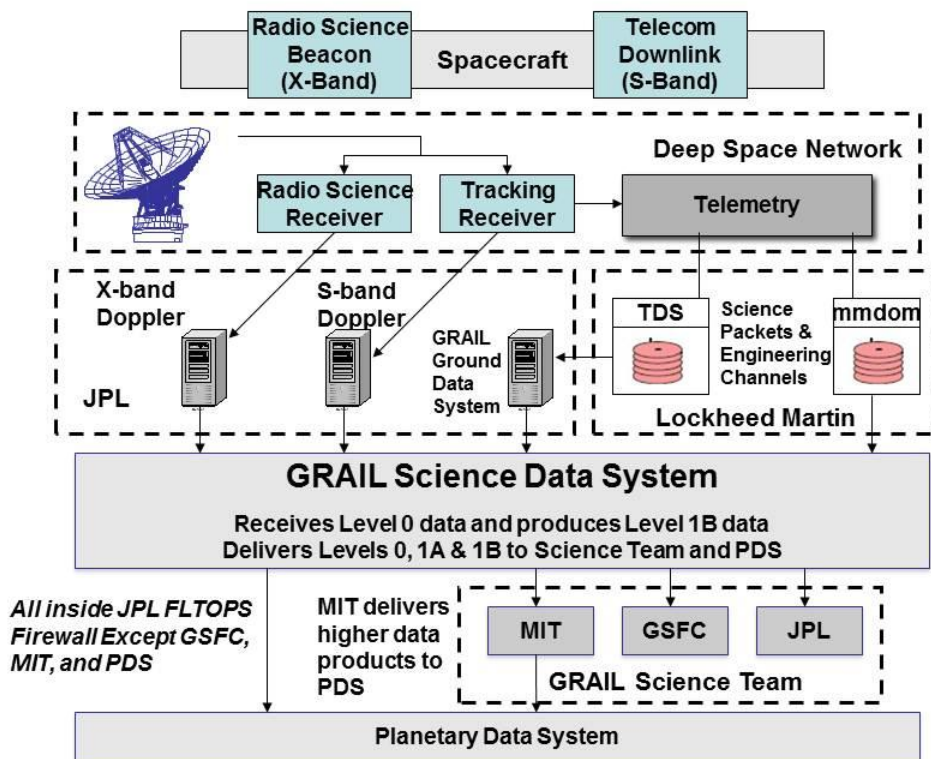 Radio Science
Beacon
(X-Band)
Spacecraft
Telecom
Downlink
(S-Band)
Deep Space Network
Radio Science
Receiver
Tracking
Receiver
Telemetry
X-band
Doppler
S-band
Doppler
GRAIL
Ground
Data
System
JPL
TDS
Science
Packets &
Engineering
Channels
mmdom
Lockheed Martin
GRAIL Science Data System
Receives Level 0 data and produces Level 1B data
Delivers Levels 0, 1A & 1B to Science Team and PDS
All inside JPL FLTOPS
Firewall Except GSFC,
MIT, and PDS
MIT delivers
higher data
products to
PDS
MIT
GSFC
JPL
GRAIL Science Team
Planetary Data System